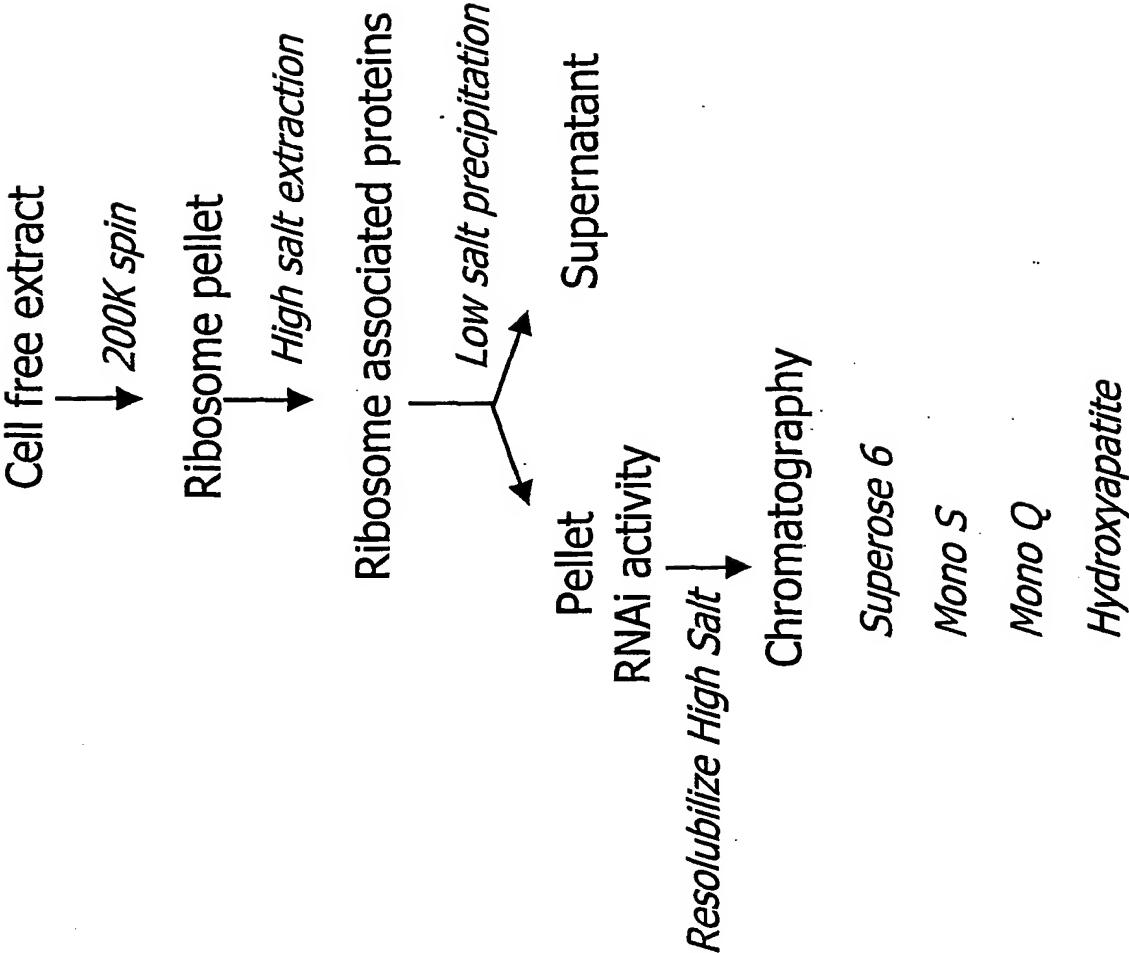 Cell free extract
200K spin
Ribosome pellet
High salt extraction
Ribosome associated proteins
Low salt precipitation
Pellet
RNAi activity
Supernatant
Resolubilize High Salt
Chromatography
Superose 6
Mono S
Mono Q
Hydroxyapatite